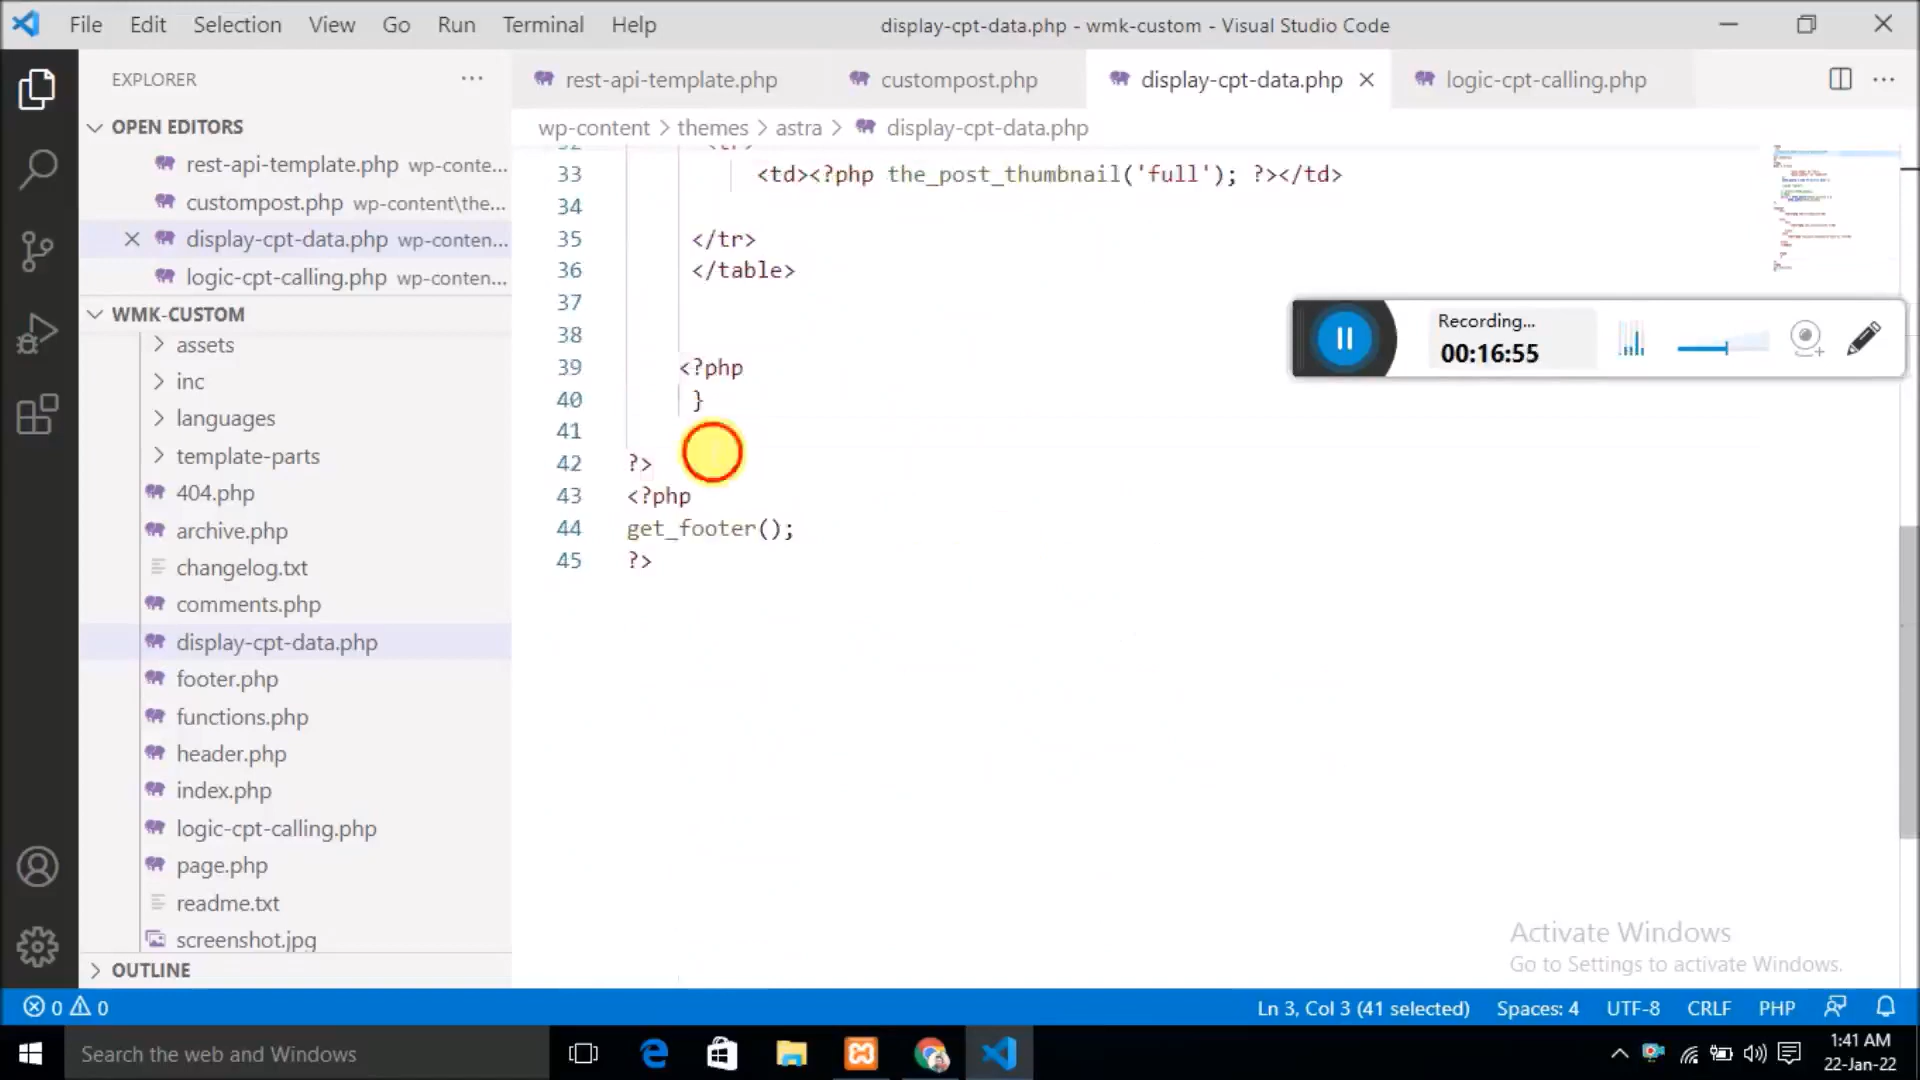 File Edit Selection View Go Run Terminal Help
display-cpt-data.php - wmk-custom - Visual Studio Code
EXPLORER
rest-api-template.php
custompost.php
display-cpt-data.php
logic-cpt-calling.php
OPEN EDITORS
rest-api-template.php wp-conte...
custompost.php wp-content\the...
display-cpt-data.php wp-conten...
logic-cpt-calling.php wp-conten...
WMK-CUSTOM
assets
inc
languages
template-parts
404.php
archive.php
changelog.txt
comments.php
display-cpt-data.php
footer.php
functions.php
header.php
index.php
logic-cpt-calling.php
page.php
readme.txt
screenshot.jpg
OUTLINE
wp-content > themes > astra > display-cpt-data.php
32 <tr>
33 <td><?php the_post_thumbnail('full'); ?></td>
34
35 </tr>
36 </table>
37
38
39 <?php
40 }
41
42 ?>
43 <?php
44 get_footer();
45 ?>
Recording...
00:16:55
Activate Windows
Go to Settings to activate Windows.
0 0
Ln 3, Col 3 (41 selected)
Spaces: 4
UTF-8
CRLF
PHP
Search the web and Windows
1:41 AM
22-Jan-22